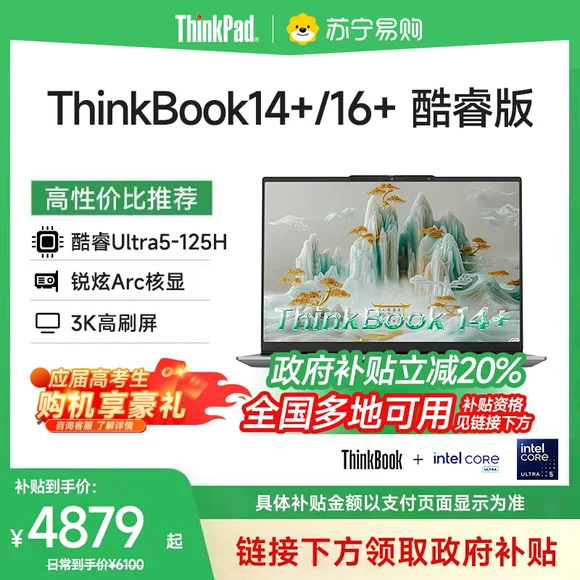 ThinkPad® 苏宁易购
ThinkBook14+/16+ 酷睿版
高性价比推荐
酷睿Ultra5-125H
锐炫Arc核显
3K高刷屏
ThinkBook 14+
应届高考生
购机享豪礼
咨询客服 了解详情
政府补贴立减20%
全国多地可用
补贴资格
见链接下方
ThinkBook + intel CORE ULTRA
intel CORE ULTRA 5
补贴到手价:
¥4879起
日常到手价¥6100
具体补贴金额以支付页面显示为准
链接下方领取政府补贴